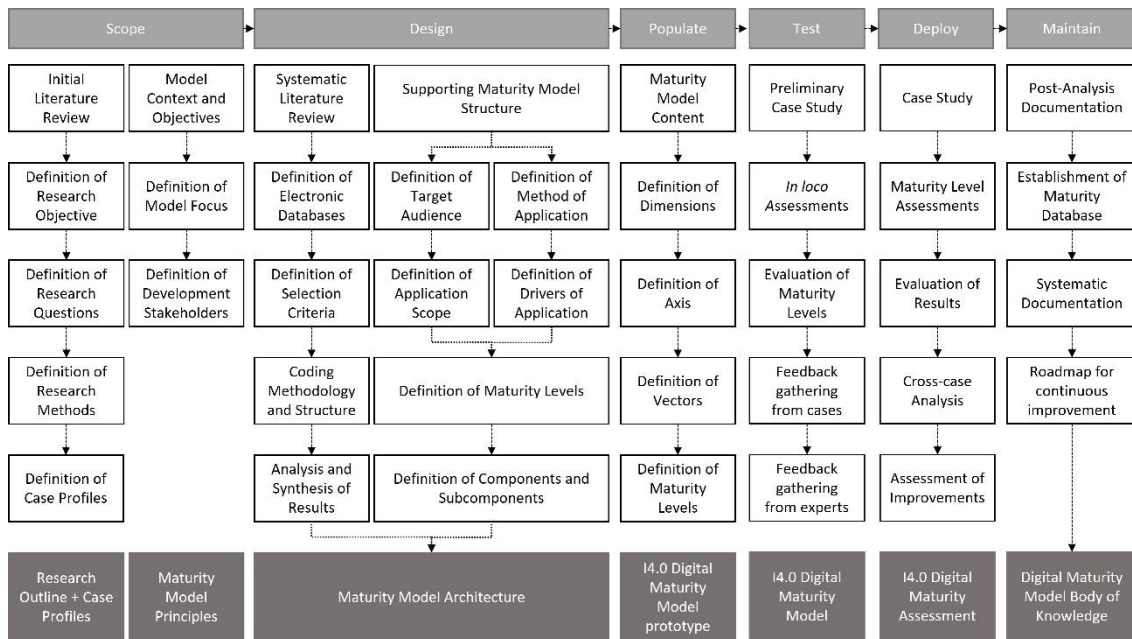 Scope
Design
Populate
Test
Deploy
Maintain
Initial
Literature
Review
Model
Context and
Objectives
Systematic
Literature
Review
Supporting Maturity Model
Structure
Maturity
Model
Content
Preliminary
Case Study
Case Study
Post-Analysis
Documentation
Definition of
Research
Objective
Definition of
Model Focus
Definition of
Electronic
Databases
Definition of
Target
Audience
Definition of
Method of
Application
Definition of
Dimensions
In loco
Assessments
Maturity Level
Assessments
Establishment of
Maturity
Database
Definition of
Research
Questions
Definition of
Development
Stakeholders
Definition of
Selection
Criteria
Definition of
Application
Scope
Definition of
Drivers of
Application
Definition of
Axis
Evaluation of
Maturity
Levels
Evaluation of
Results
Systematic
Documentation
Definition of
Research
Methods
Coding
Methodology
and Structure
Definition of Maturity Levels
Definition of
Vectors
Feedback
gathering
from cases
Cross-case
Analysis
Roadmap for
continuous
improvement
Definition of
Case Profiles
Analysis and
Synthesis of
Results
Definition of Components and
Subcomponents
Definition of
Maturity
Levels
Feedback
gathering
from experts
Assessment of
Improvements
Research
Outline + Case
Profiles
Maturity
Model
Principles
Maturity Model Architecture
I4.0 Digital
Maturity
Model
prototype
I4.0 Digital
Maturity
Model
I4.0 Digital
Maturity
Assessment
Digital Maturity
Model Body of
Knowledge